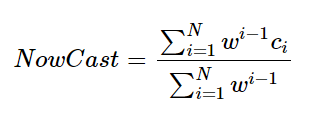 NowCast = \frac{\sum_{i=1}^{N} w^{i-1} c_i}{\sum_{i=1}^{N} w^{i-1}}